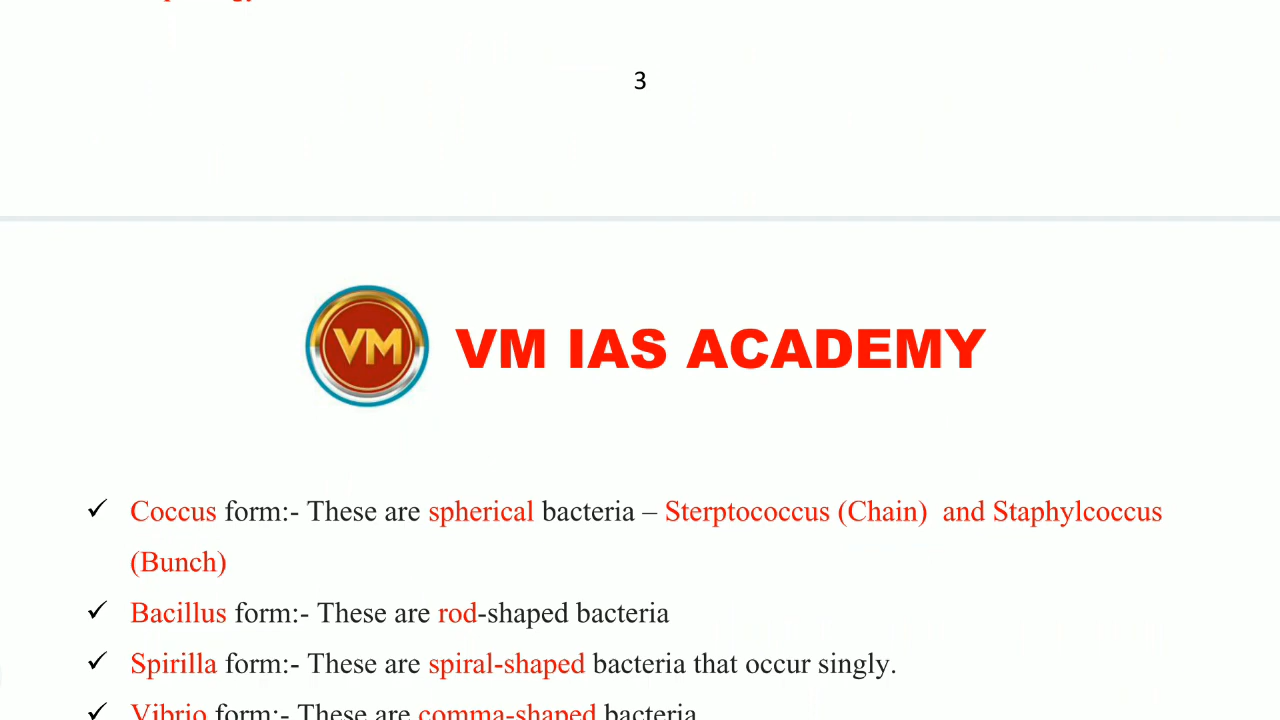 3
VM
VM IAS ACADEMY
✓ Coccus form:- These are spherical bacteria – Sterptococcus (Chain) and Staphylcoccus
(Bunch)
✓ Bacillus form:- These are rod-shaped bacteria
✓ Spirilla form:- These are spiral-shaped bacteria that occur singly.
✓ Vibrio form:- These are comma-shaped bacteria